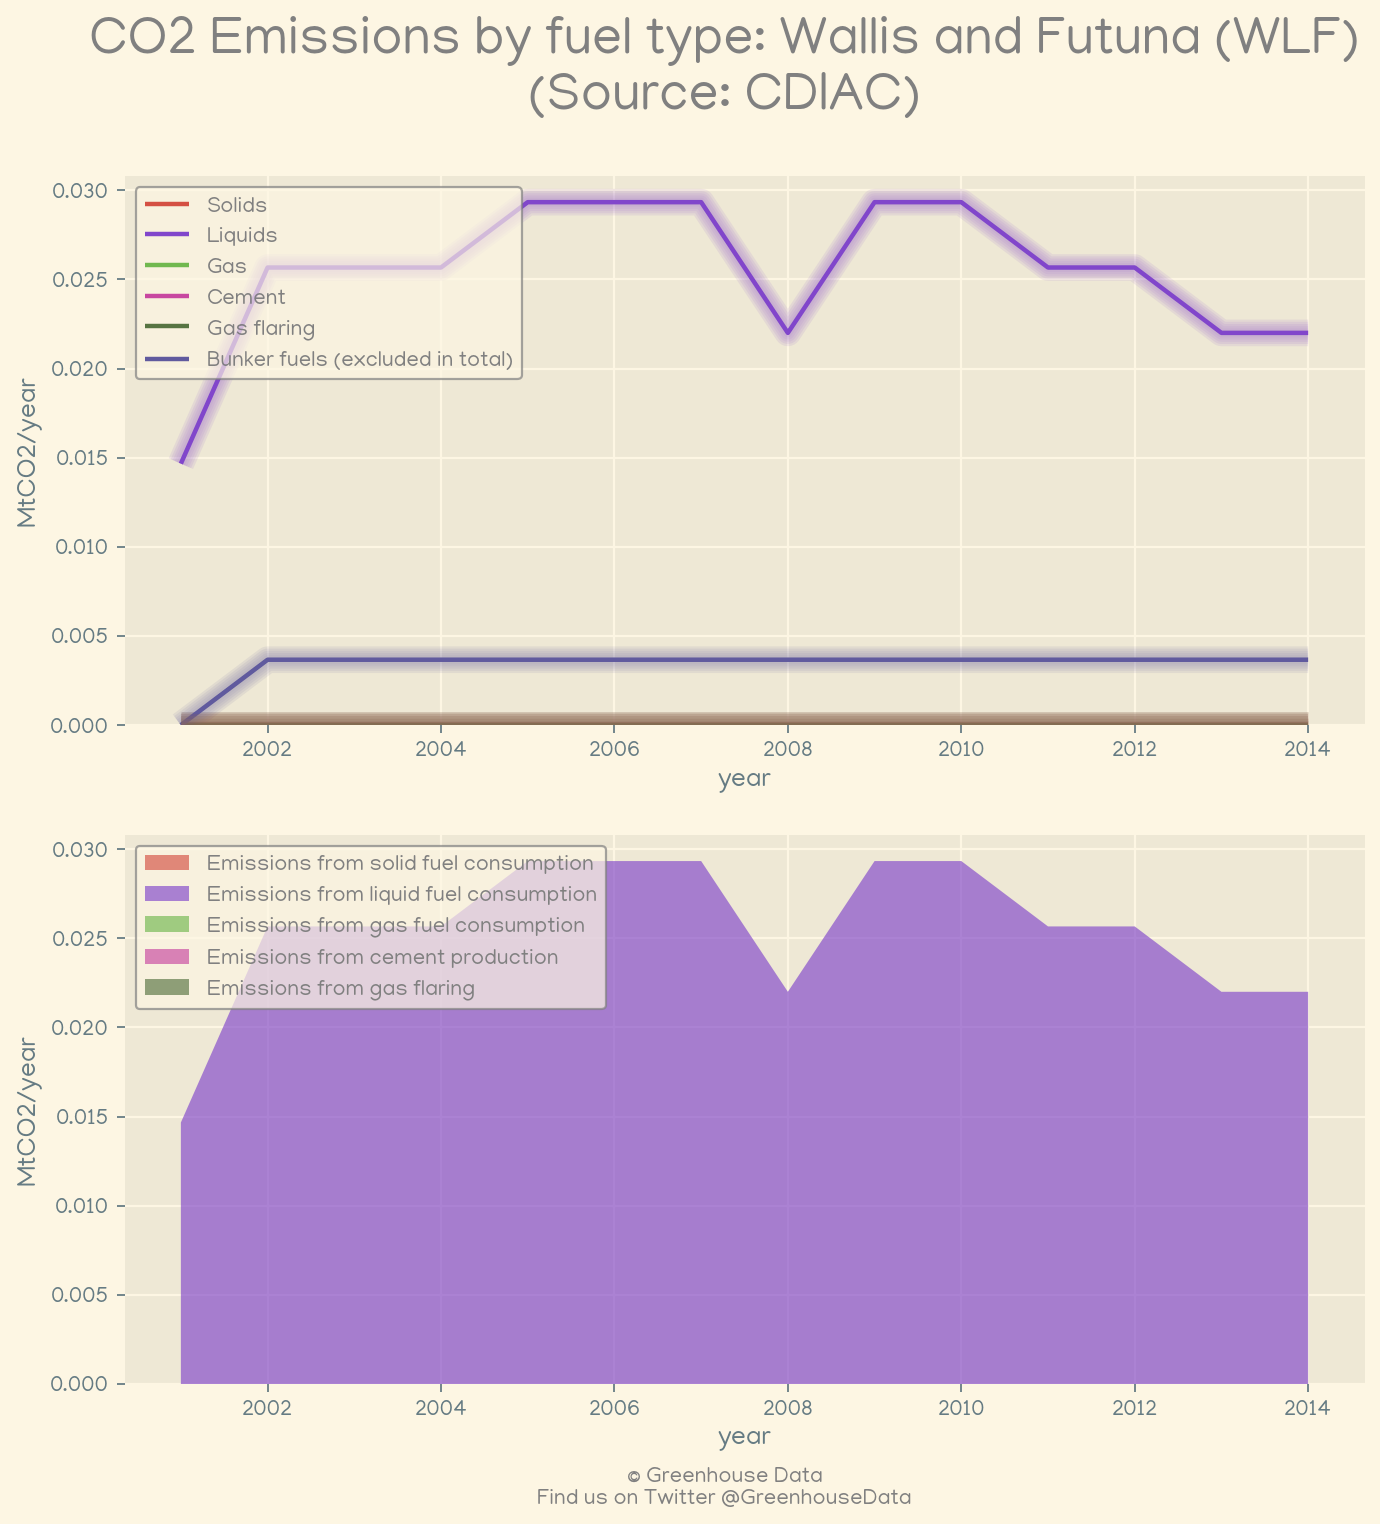 CO2 Emissions by fuel type: Wallis and Futuna (WLF)
(Source: CDIAC)
0.030
0.025
0.020
0.015
0.010
0.005
0.000
MtCO2/year
Solids
Liquids
Gas
Cement
Gas flaring
Bunker fuels (excluded in total)
2002 2004 2006 2008 2010 2012 2014
year
0.030
0.025
0.020
0.015
0.010
0.005
0.000
MtCO2/year
Emissions from solid fuel consumption
Emissions from liquid fuel consumption
Emissions from gas fuel consumption
Emissions from cement production
Emissions from gas flaring
2002 2004 2006 2008 2010 2012 2014
year
© Greenhouse Data
Find us on Twitter @GreenhouseData